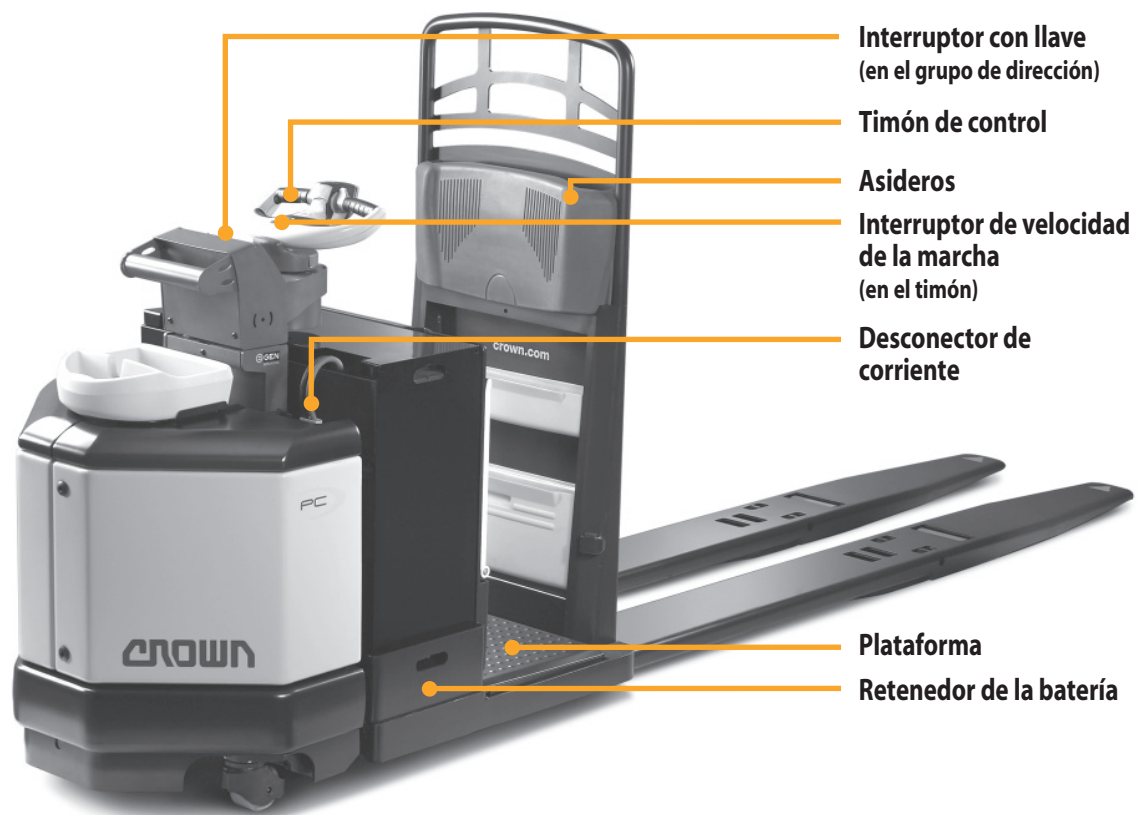 Interruptor con llave
(en el grupo de dirección)
Timón de control
Asideros
Interruptor de velocidad
de la marcha
(en el timón)
Desconector de
corriente
crown.com
GEN
PC
CROWN
Plataforma
Retenedor de la batería